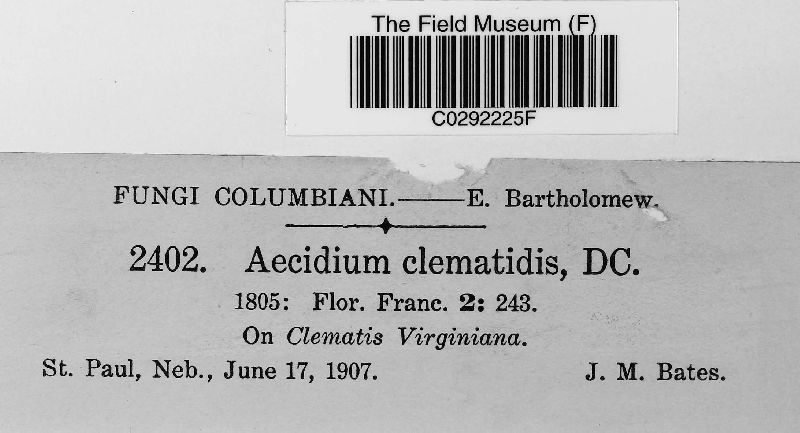 The Field Museum (F)
C0292225F
FUNGI COLUMBIANI.——E. Bartholomew.
2402. Aecidium clematidis, DC.
1805: Flor. Franc. 2: 243.
On Clematis Virginiana.
St. Paul, Neb., June 17, 1907. J. M. Bates.